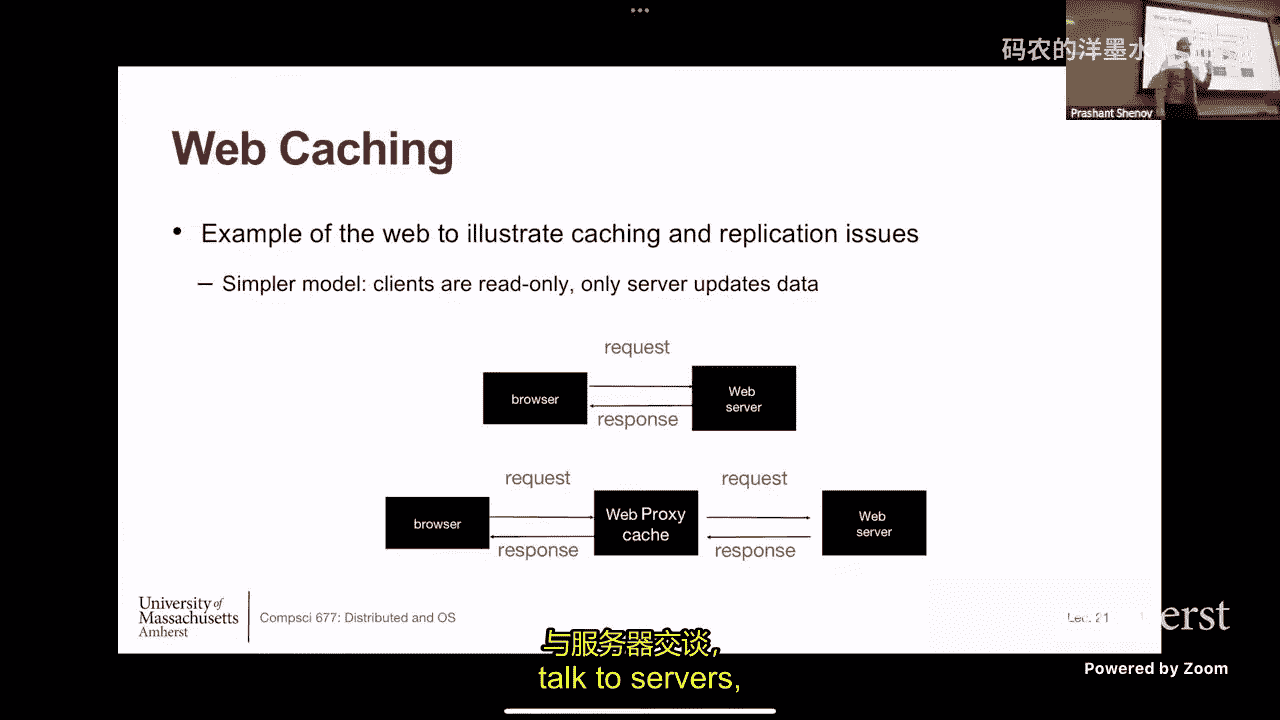 码农的洋墨水
Prashant Shenoy
Web Caching
• Example of the web to illustrate caching and replication issues
– Simpler model: clients are read-only, only server updates data
request
browser
Web
server
response
request
request
browser
Web Proxy
cache
Web
server
response
response
University of
Massachusetts
Amherst
Compsci 677: Distributed and OS
Lec. 21
erst
与服务器交谈,
talk to servers,
Powered by Zoom